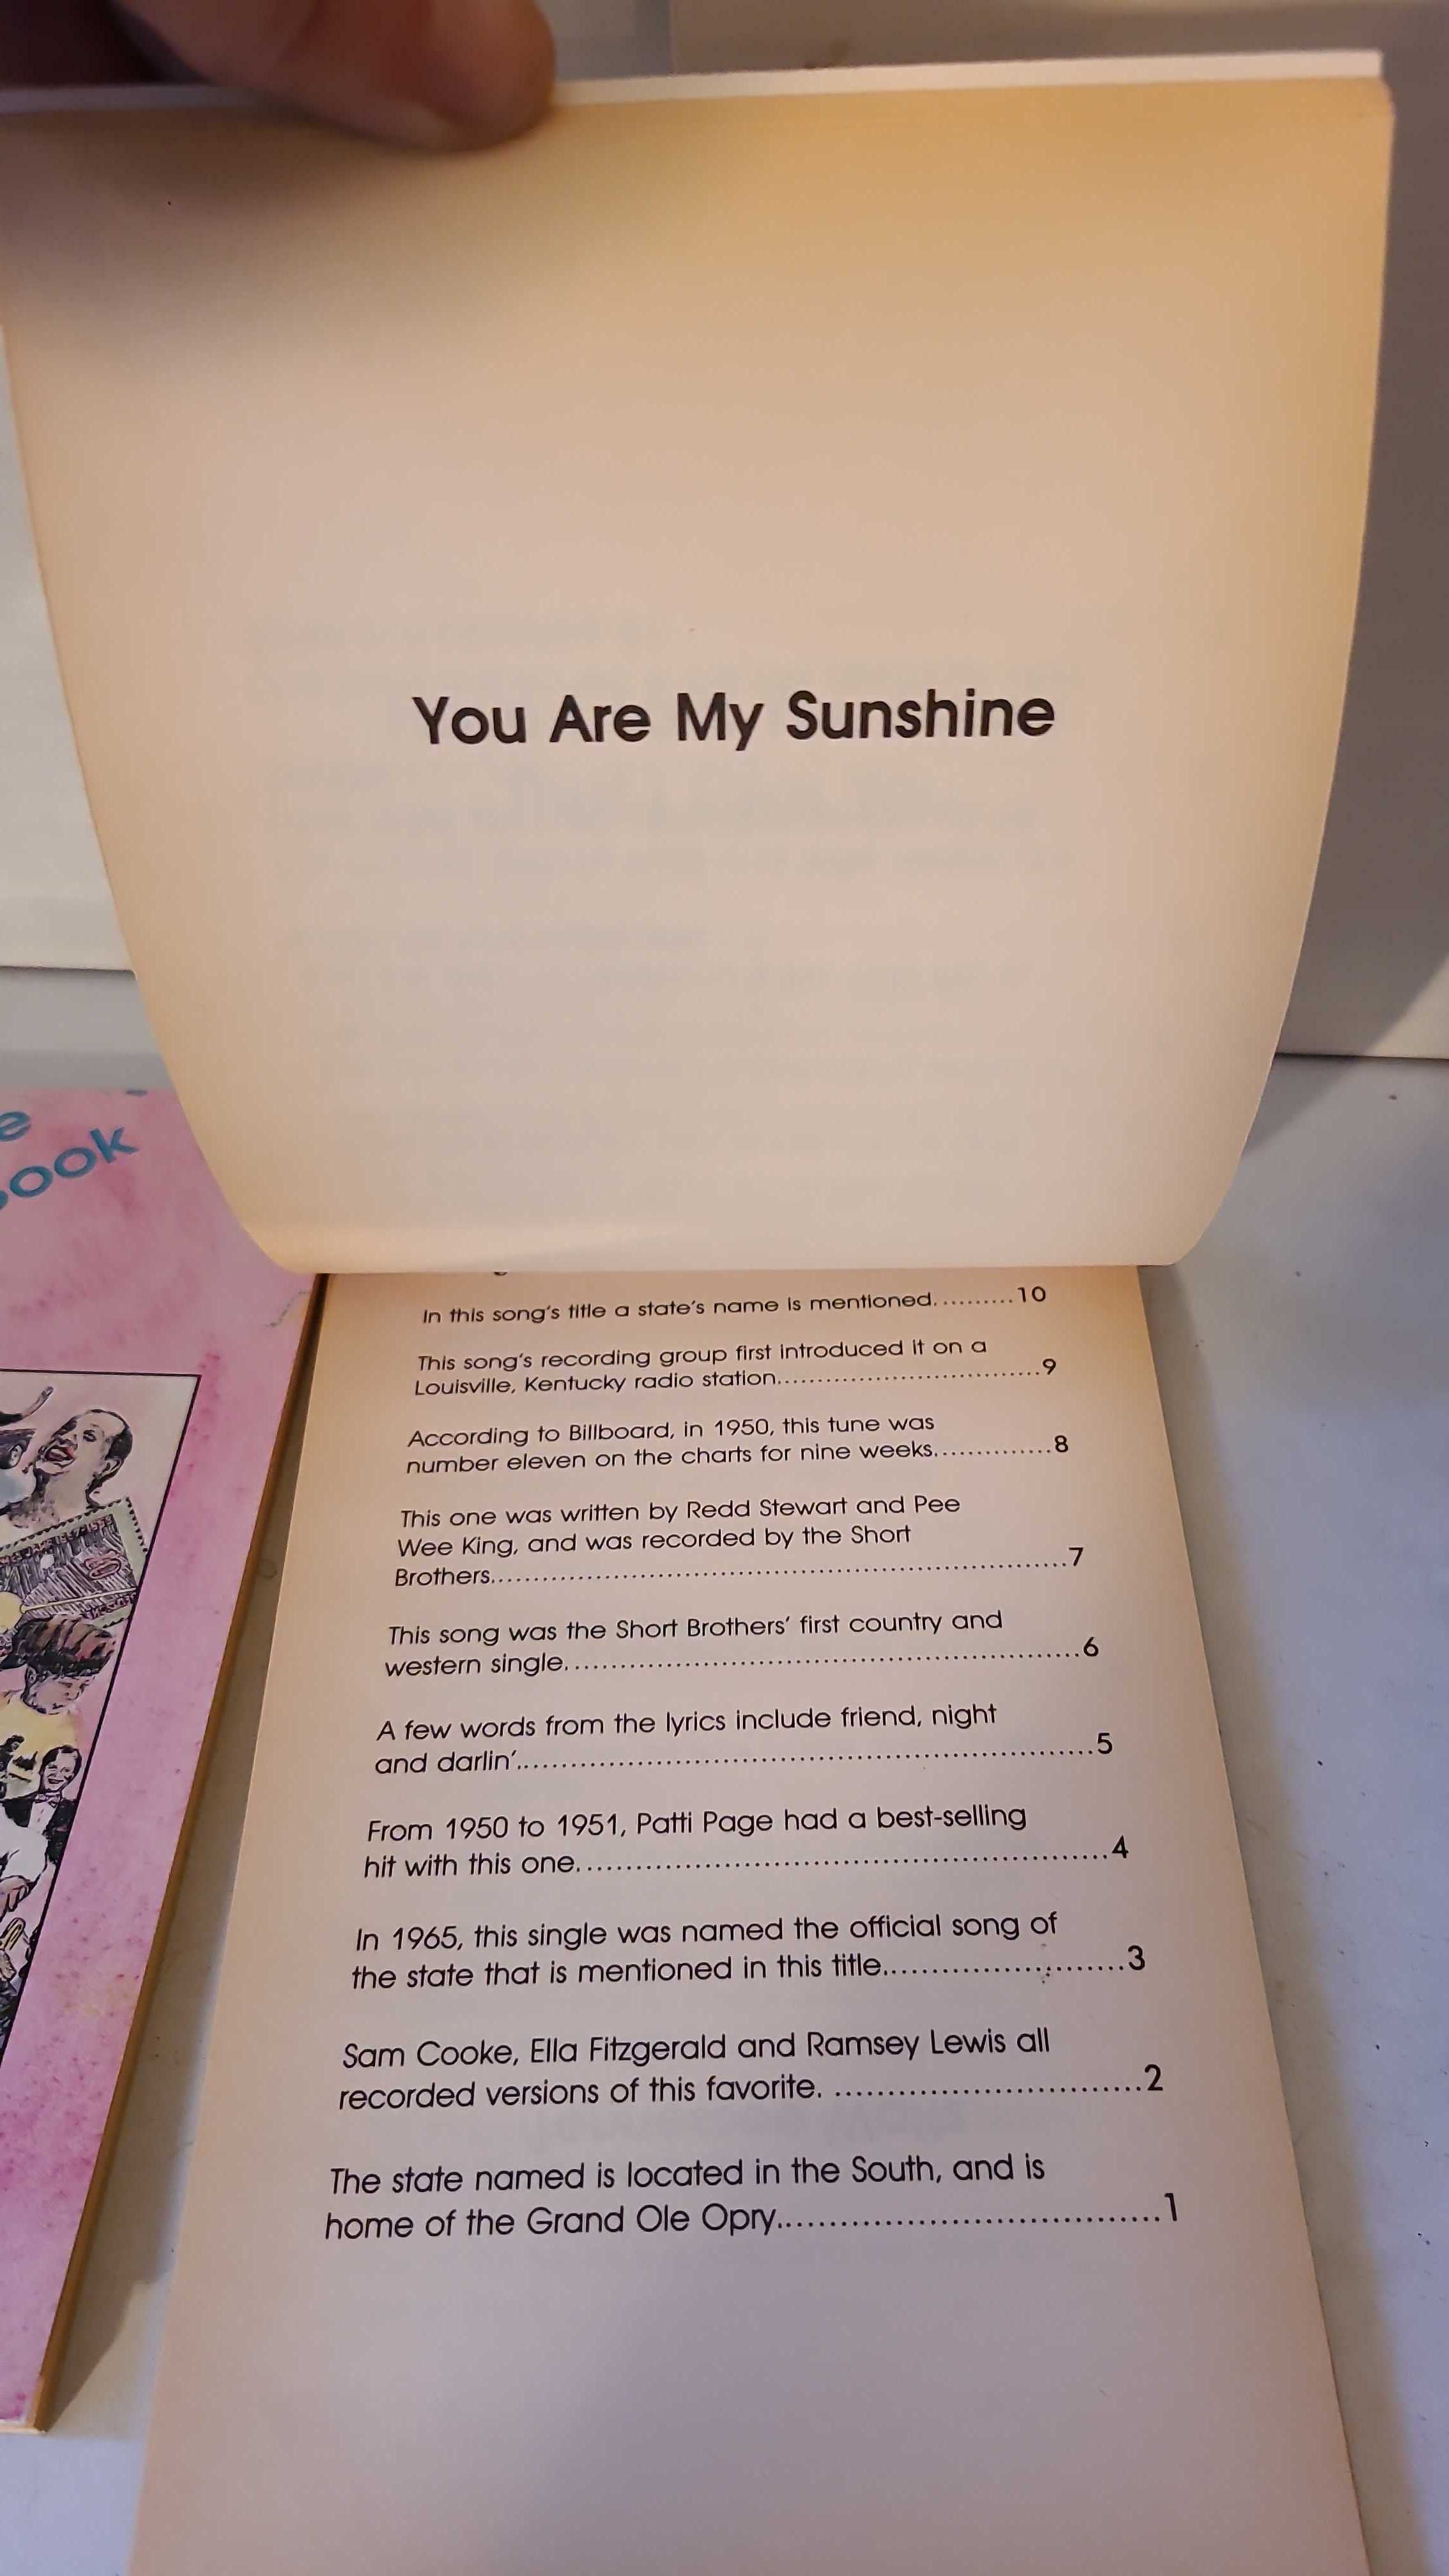 You Are My Sunshine
e
ook
In this song's title a state's name is mentioned...........10
This song's recording group first introduced it on a
Louisville, Kentucky radio station.................................9
According to Billboard, in 1950, this tune was
number eleven on the charts for nine weeks..............8
This one was written by Redd Stewart and Pee
Wee King, and was recorded by the Short
Brothers.....................................................................7
This song was the Short Brothers' first country and
western single.............................................................6
A few words from the lyrics include friend, night
and darlin'....................................................................5
From 1950 to 1951, Patti Page had a best-selling
hit with this one............................................................4
In 1965, this single was named the official song of
the state that is mentioned in this title..........................3
Sam Cooke, Ella Fitzgerald and Ramsey Lewis all
recorded versions of this favorite. ..............................2
The state named is located in the South, and is
home of the Grand Ole Opry.....................................1